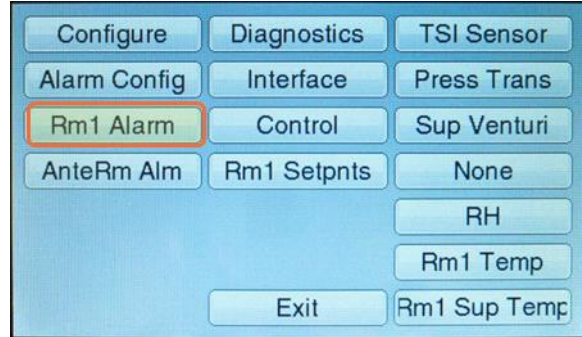 Configure
Diagnostics
TSI Sensor
Alarm Config
Interface
Press Trans
Rm1 Alarm
Control
Sup Venturi
AnteRm Alm
Rm1 Setpnts
None
RH
Rm1 Temp
Exit
Rm1 Sup Temp